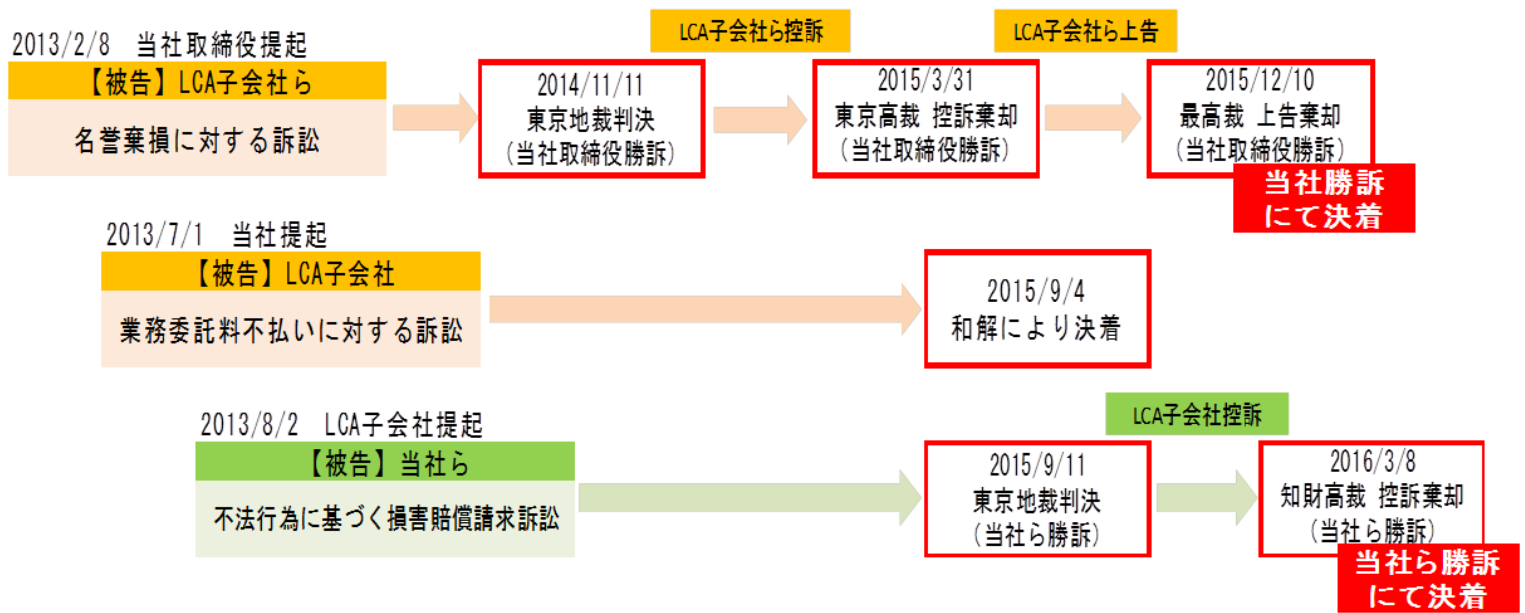 2013/2/8 当社取締役提起
【被告】LCA子会社ら
名誉棄損に対する訴訟
2014/11/11
東京地裁判決
(当社取締役勝訴)
LCA子会社ら控訴
2015/3/31
東京高裁 控訴棄却
(当社取締役勝訴)
LCA子会社ら上告
2015/12/10
最高裁 上告棄却
(当社取締役勝訴)
当社勝訴
にて決着
2013/7/1 当社提起
【被告】LCA子会社
業務委託料不払いに対する訴訟
2015/9/4
和解により決着
2013/8/2 LCA子会社提起
【被告】当社ら
不法行為に基づく損害賠償請求訴訟
2015/9/11
東京地裁判決
(当社ら勝訴)
LCA子会社控訴
2016/3/8
知財高裁 控訴棄却
(当社ら勝訴)
当社ら勝訴
にて決着